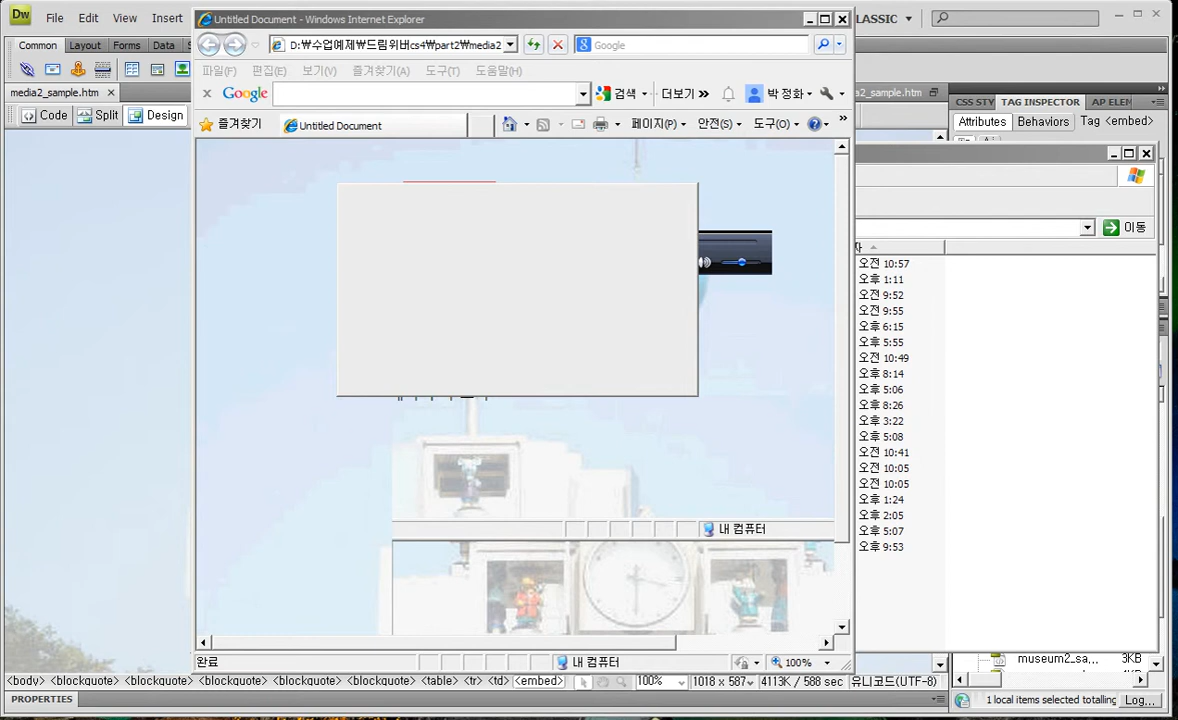 Dw File Edit View Insert
Untitled Document - Windows Internet Explorer
LASSIC
Common Layout Forms Data S
D:₩수업예제₩드림위버cs4₩part2₩media2
Google
파일(F) 편집(E) 보기(V) 즐겨찾기(A) 도구(T) 도움말(H)
media2_sample.htm
Google 검색 더보기 박 정화
a2_sample.htm
CSS STY TAG INSPECTOR AP ELEN
Code Split Design
즐겨찾기 Untitled Document 페이지(P) 안전(S) 도구(O)
Attributes Behaviors Tag <embed>
이동
자
오전 10:57
오후 1:11
오전 9:52
오전 9:55
오후 6:15
오후 5:55
오전 10:49
오후 8:14
오후 5:06
오후 8:26
오후 3:22
오후 5:08
오전 10:41
오전 10:05
오전 10:05
오후 1:24
오후 2:05
오후 5:07
오후 9:53
내 컴퓨터
완료 내 컴퓨터 100%
museum2_sa... 3KB
4KB
<body> <blockquote> <blockquote> <blockquote> <blockquote> <table> <tr> <td> <embed> 100% 1018 x 587 4113K / 588 sec 유니코드(UTF-8)
PROPERTIES
1 local items selected totalling Log...